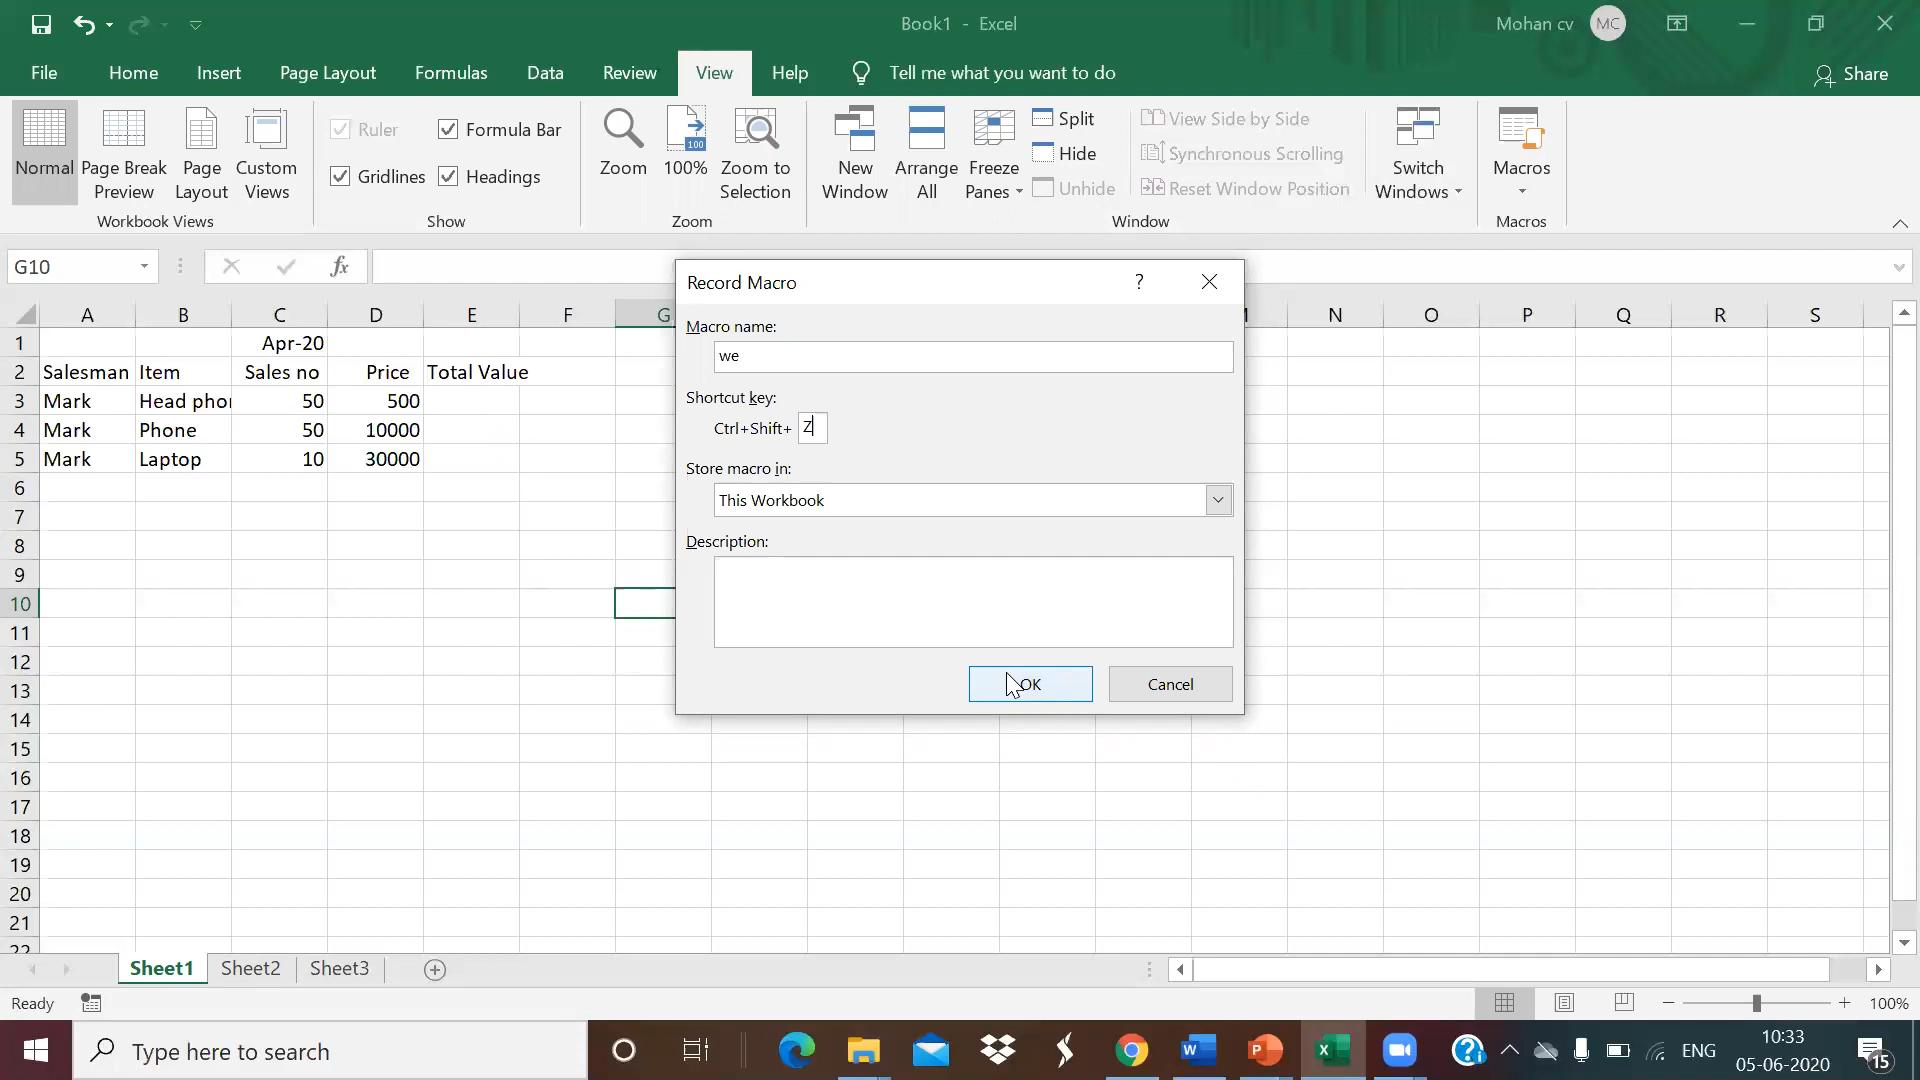 Book1 - Excel
Mohan cv MC
File Home Insert Page Layout Formulas Data Review View Help Tell me what you want to do Share
Normal
Page Break Preview
Page Layout
Custom Views
Workbook Views
Ruler
Formula Bar
Gridlines
Headings
Show
Zoom
100
100%
Zoom to Selection
Zoom
New Window
Arrange All
Freeze Panes
Split
Hide
Unhide
View Side by Side
Synchronous Scrolling
Reset Window Position
Window
Switch Windows
Macros
Macros
G10
fx
Record Macro ?
Macro name:
we
Shortcut key:
Ctrl+Shift+ Z
Store macro in:
This Workbook
Description:
OK Cancel
A B C D E F G M N O P Q R S
1 Apr-20
2 Salesman Item Sales no Price Total Value
3 Mark Head phor 50 500
4 Mark Phone 50 10000
5 Mark Laptop 10 30000
6
7
8
9
10
11
12
13
14
15
16
17
18
19
20
21
22
Sheet1 Sheet2 Sheet3
Ready
100%
Type here to search
ENG
10:33
05-06-2020
15